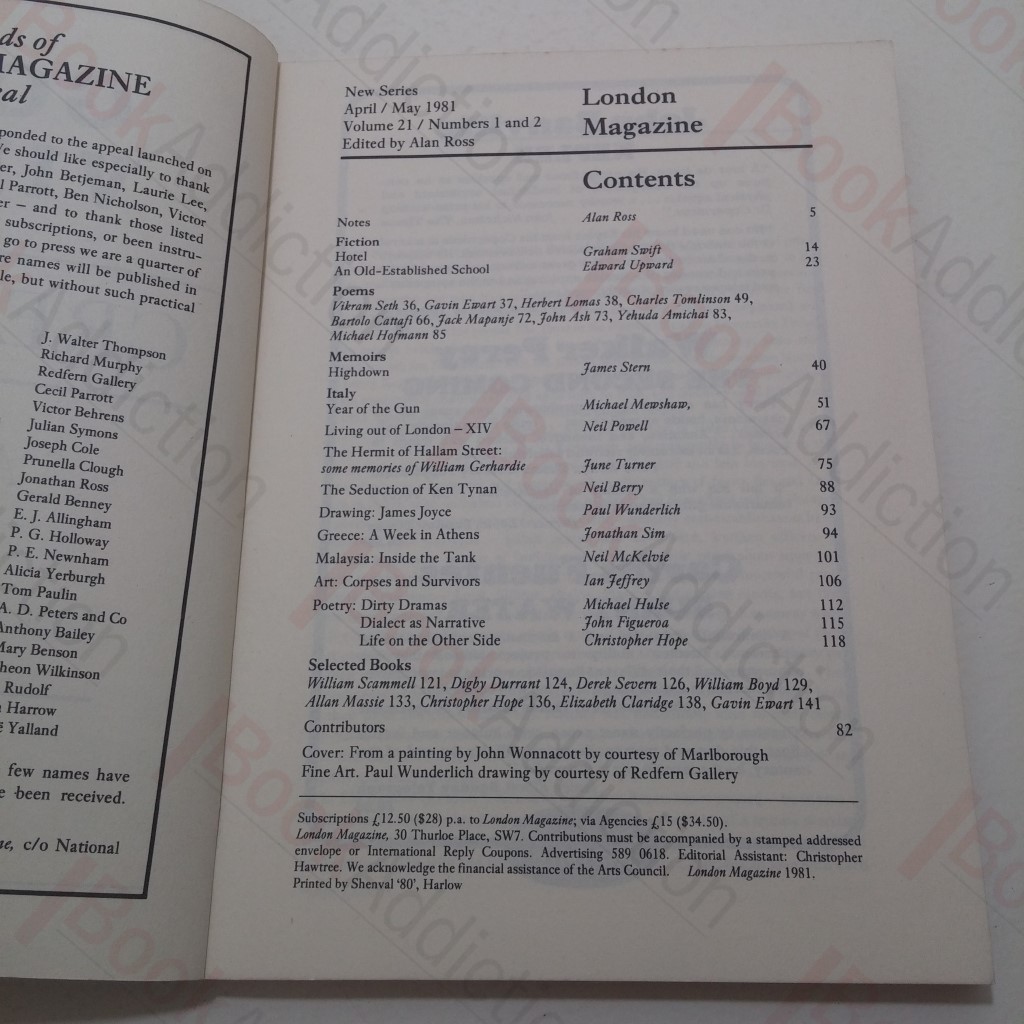 ds of
MAGAZINE
al
ponded to the appeal launched on
We should like especially to thank
er, John Betjeman, Laurie Lee,
l Parrott, Ben Nicholson, Victor
er – and to thank those listed
subscriptions, or been instru-
go to press we are a quarter of
re names will be published in
le, but without such practical
J. Walter Thompson
Richard Murphy
Redfern Gallery
Cecil Parrott
Victor Behrens
Julian Symons
Joseph Cole
Prunella Clough
Jonathan Ross
Gerald Benney
E. J. Allingham
P. G. Holloway
P. E. Newnham
Alicia Yerburgh
Tom Paulin
A. D. Peters and Co
Anthony Bailey
Mary Benson
heon Wilkinson
Rudolf
Harrow
Yalland
few names have
been received.
ne, c/o National
New Series
April / May 1981
Volume 21 / Numbers 1 and 2
Edited by Alan Ross
London
Magazine
Contents
Notes Alan Ross 5
Fiction
Hotel Graham Swift 14
An Old-Established School Edward Upward 23
Poems
Vikram Seth 36, Gavin Ewart 37, Herbert Lomas 38, Charles Tomlinson 49,
Bartolo Cattafi 66, Jack Mapanje 72, John Ash 73, Yehuda Amichai 83,
Michael Hofmann 85
Memoirs
Highdown James Stern 40
Italy
Year of the Gun Michael Mewshaw, 51
Living out of London – XIV Neil Powell 67
The Hermit of Hallam Street:
some memories of William Gerhardie June Turner 75
The Seduction of Ken Tynan Neil Berry 88
Drawing: James Joyce Paul Wunderlich 93
Greece: A Week in Athens Jonathan Sim 94
Malaysia: Inside the Tank Neil McKelvie 101
Art: Corpses and Survivors Ian Jeffrey 106
Poetry: Dirty Dramas Michael Hulse 112
Dialect as Narrative John Figueroa 115
Life on the Other Side Christopher Hope 118
Selected Books
William Scammell 121, Digby Durrant 124, Derek Severn 126, William Boyd 129,
Allan Massie 133, Christopher Hope 136, Elizabeth Claridge 138, Gavin Ewart 141
Contributors 82
Cover: From a painting by John Wonnacott by courtesy of Marlborough
Fine Art. Paul Wunderlich drawing by courtesy of Redfern Gallery
Subscriptions £12.50 ($28) p.a. to London Magazine; via Agencies £15 ($34.50).
London Magazine, 30 Thurloe Place, SW7. Contributions must be accompanied by a stamped addressed
envelope or International Reply Coupons. Advertising 589 0618. Editorial Assistant: Christopher
Hawtree. We acknowledge the financial assistance of the Arts Council. London Magazine 1981.
Printed by Shenval '80', Harlow
BookAddiction